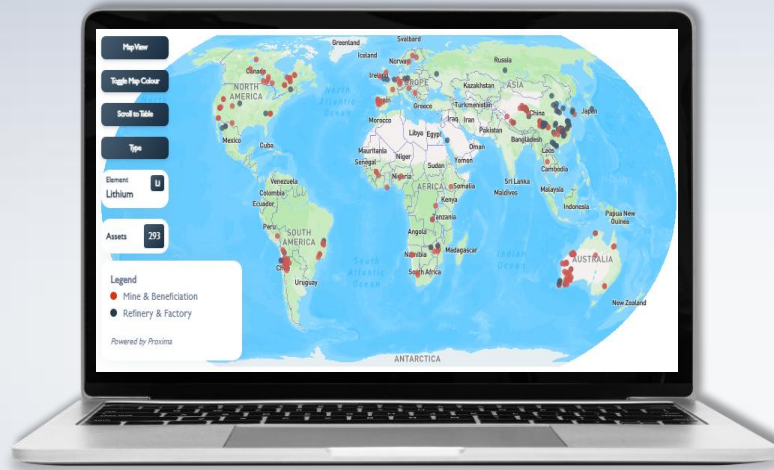 Map View
Toggle Map Colour
Scroll to Table
Type
Element
Lithium
Li
Assets
293
Legend
Mine & Beneficiation
Refinery & Factory
Powered by Proxima
Greenland
Svalbard
Iceland
Norway
Russia
Canada
Ireland
EUROPE
Kazakhstan
ASIA
NORTH
AMERICA
North
Atlantic
Ocean
Spain
Greece
Turkmenistan
China
Japan
Morocco
Iraq
Iran
Pakistan
Libya
Egypt
Bangladesh
Mexico
Cuba
Oman
Laos
Mauritania
Niger
Sudan
Yemen
Senegal
Cambodia
Nigeria
Venezuela
AFRICA
Somalia
Sri Lanka
Malaysia
Colombia
Maldives
Ecuador
Kenya
Indonesia
Tanzania
Papua New
Guinea
Peru
SOUTH
AMERICA
Angola
Namibia
Madagascar
Indian
Ocean
AUSTRALIA
South
Atlantic
Ocean
South Africa
Uruguay
New Zealand
ANTARCTICA